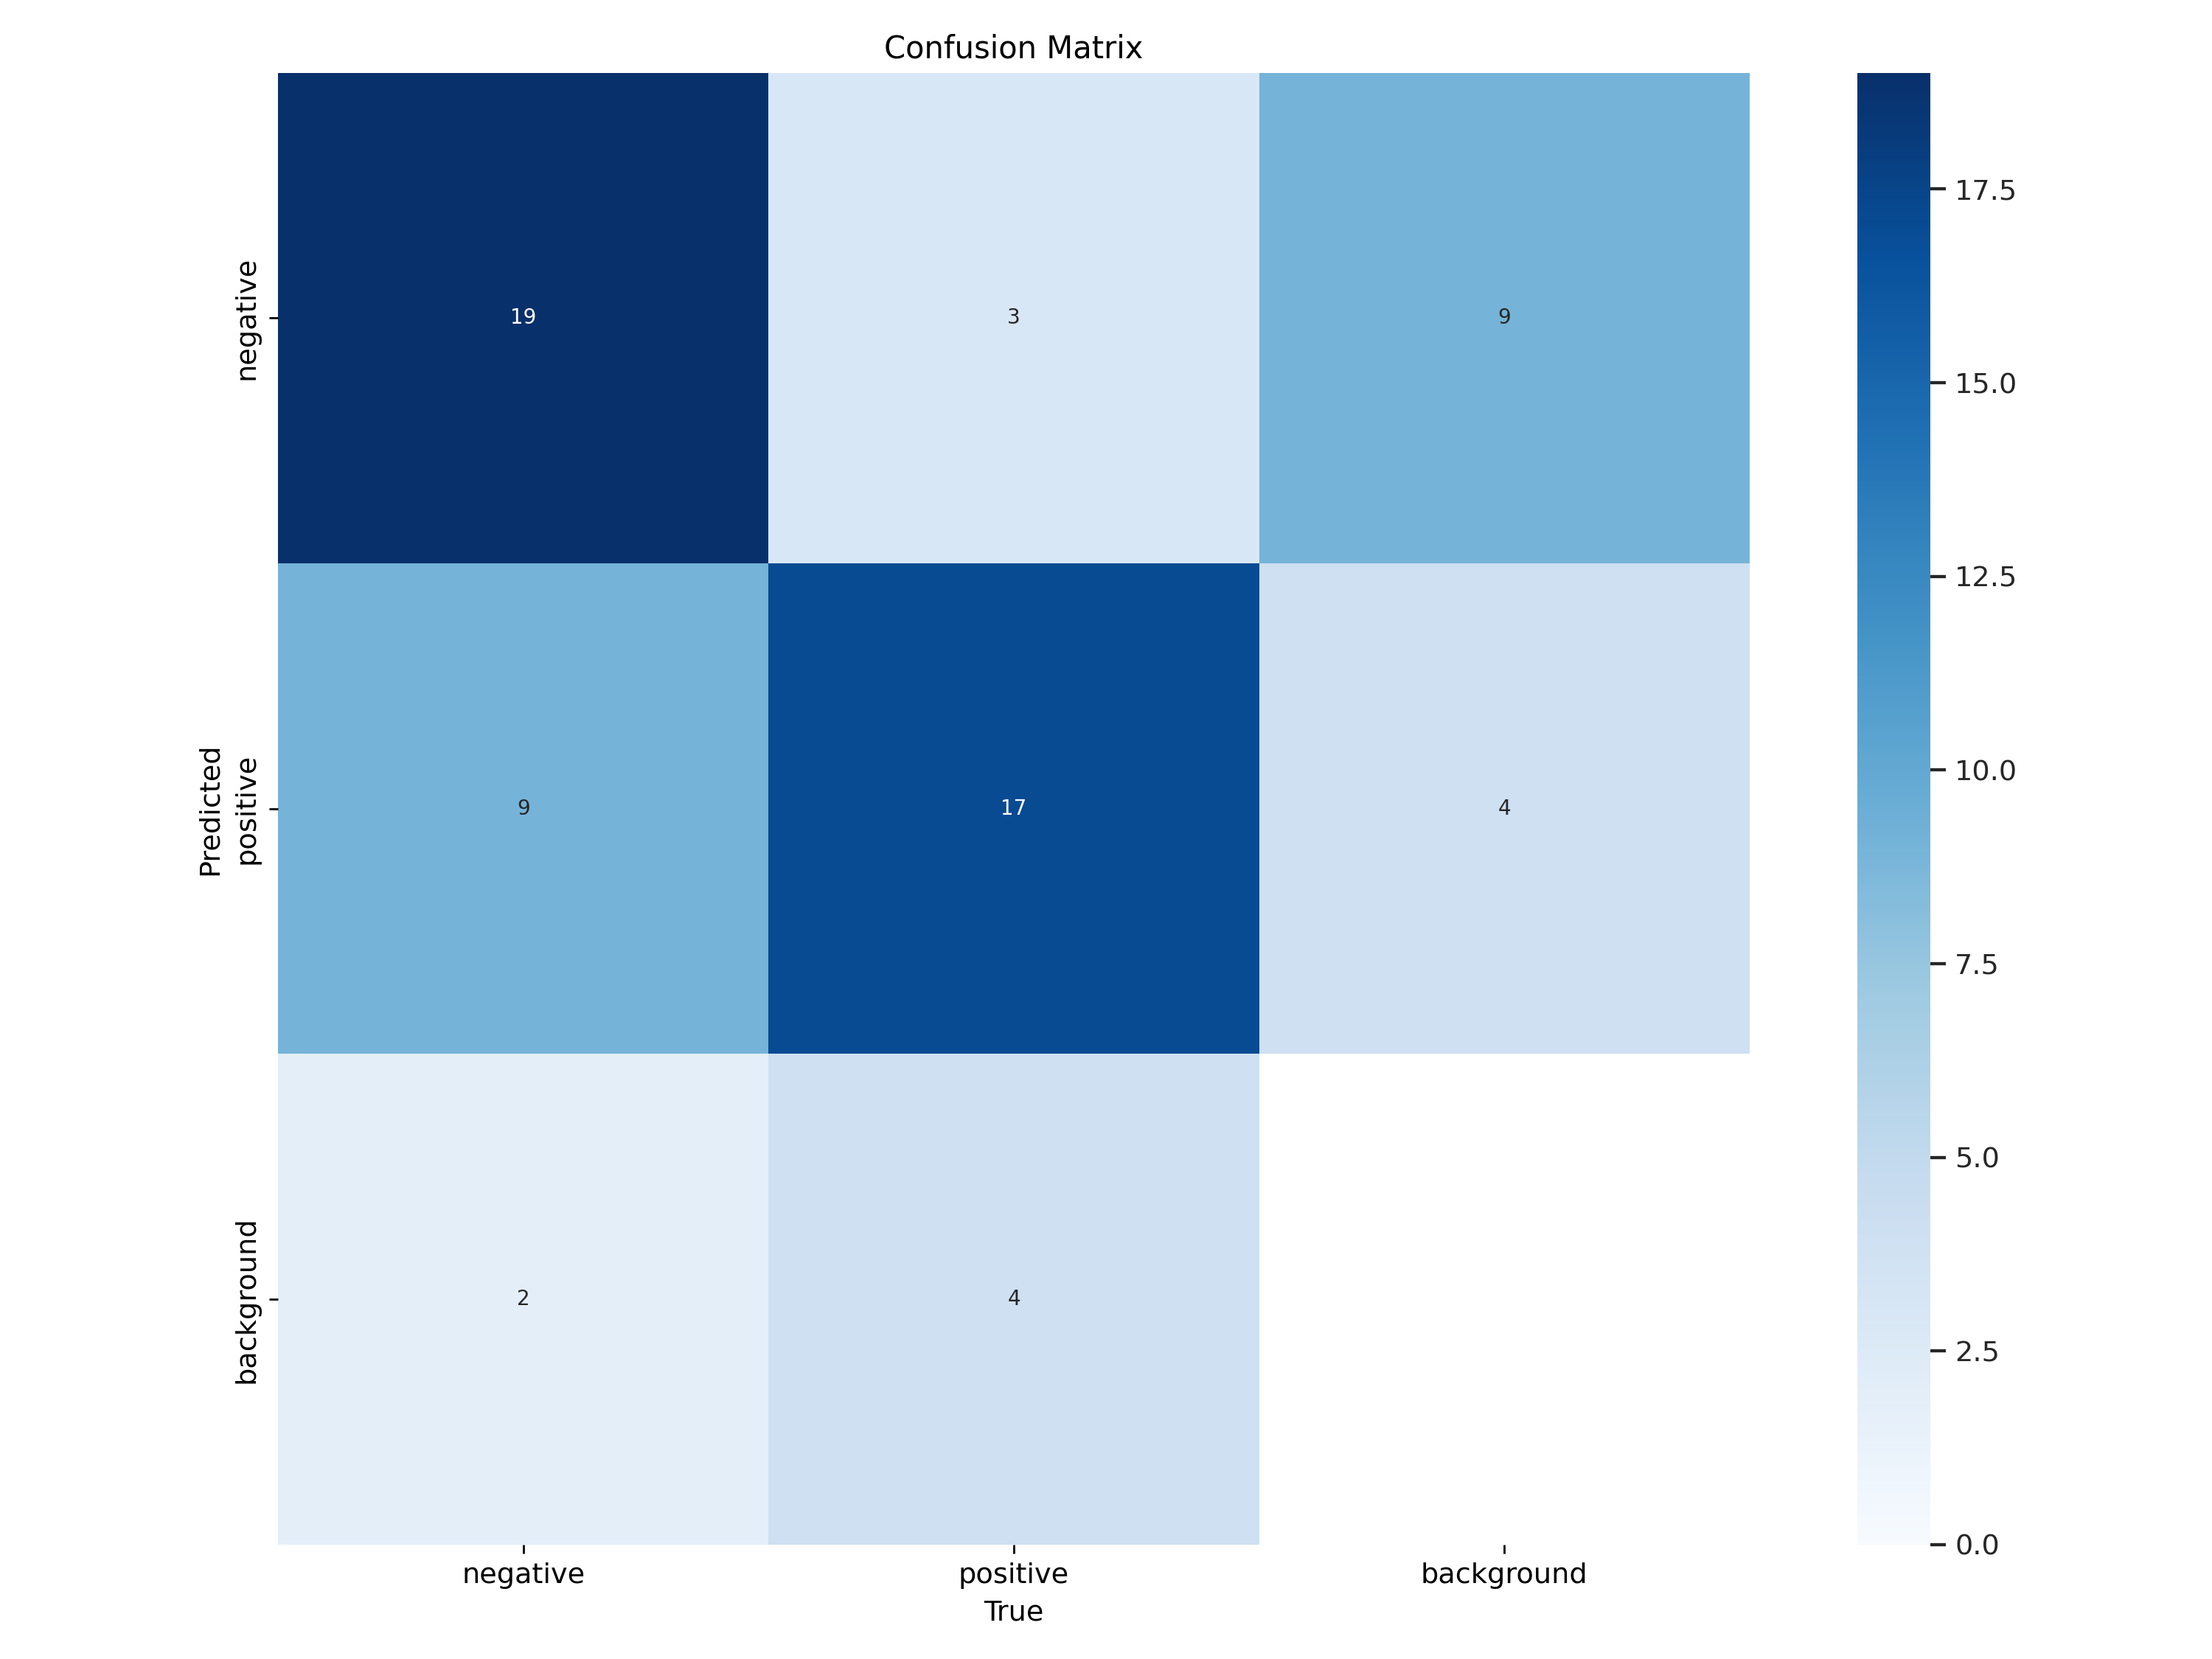 Confusion Matrix
negative
19
3
9
17.5
15.0
12.5
Predicted
positive
9
17
4
10.0
7.5
background
2
4
5.0
2.5
0.0
negative
positive
background
True